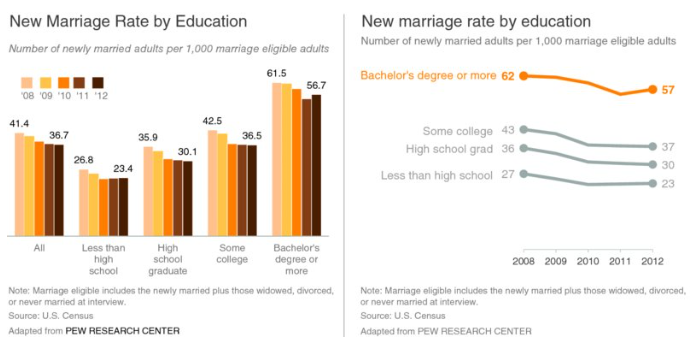 New Marriage Rate by Education
Number of newly married adults per 1,000 marriage eligible adults
'08 '09 '10 '11 '12
61.5
56.7
41.4
36.7
26.8
23.4
35.9
30.1
42.5
36.5
All
Less than
high
school
High
school
graduate
Some
college
Bachelor's
degree or
more
Note: Marriage eligible includes the newly married plus those widowed, divorced,
or never married at interview.
Source: U.S. Census
Adapted from PEW RESEARCH CENTER
New marriage rate by education
Number of newly married adults per 1,000 marriage eligible adults
Bachelor's degree or more 62
57
Some college 43
37
High school grad 36
30
Less than high school 27
23
2008 2009 2010 2011 2012
Note: Marriage eligible includes the newly married plus those widowed, divorced,
or never married at interview.
Source: U.S. Census
Adapted from PEW RESEARCH CENTER